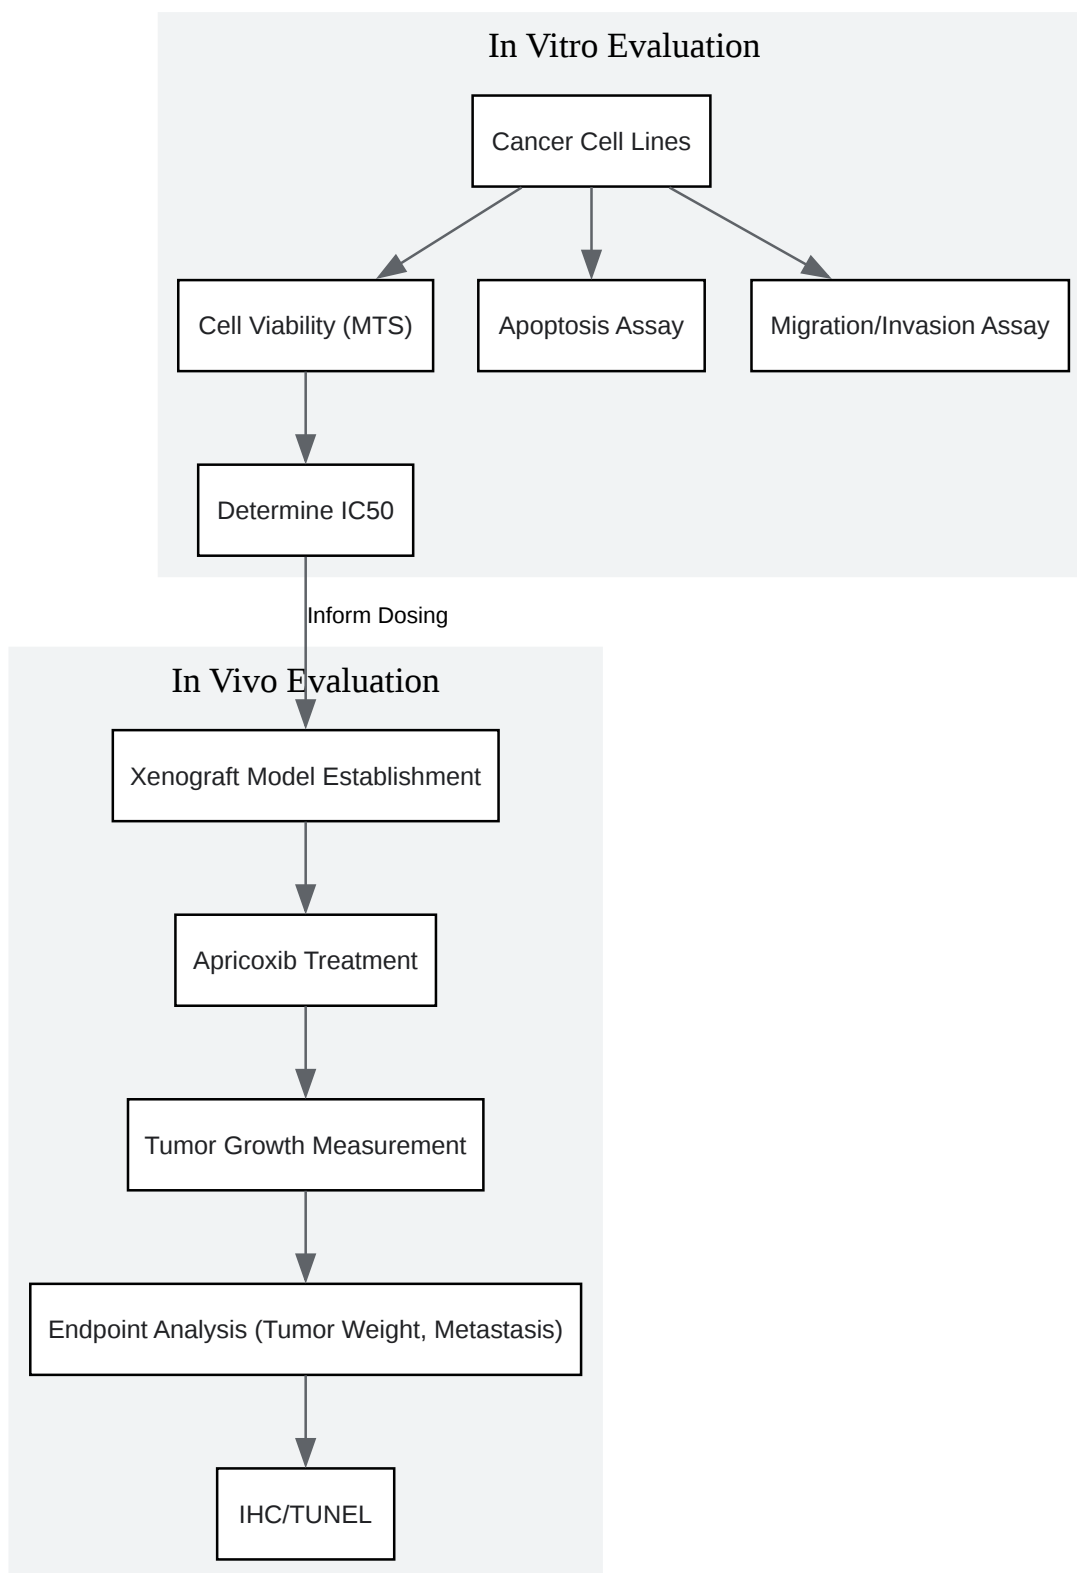 In Vitro Evaluation
Cancer Cell Lines
Cell Viability (MTS)
Apoptosis Assay
Migration/Invasion Assay
Determine IC50
Inform Dosing
In Vivo Evaluation
Xenograft Model Establishment
Apricoxib Treatment
Tumor Growth Measurement
Endpoint Analysis (Tumor Weight, Metastasis)
IHC/TUNEL